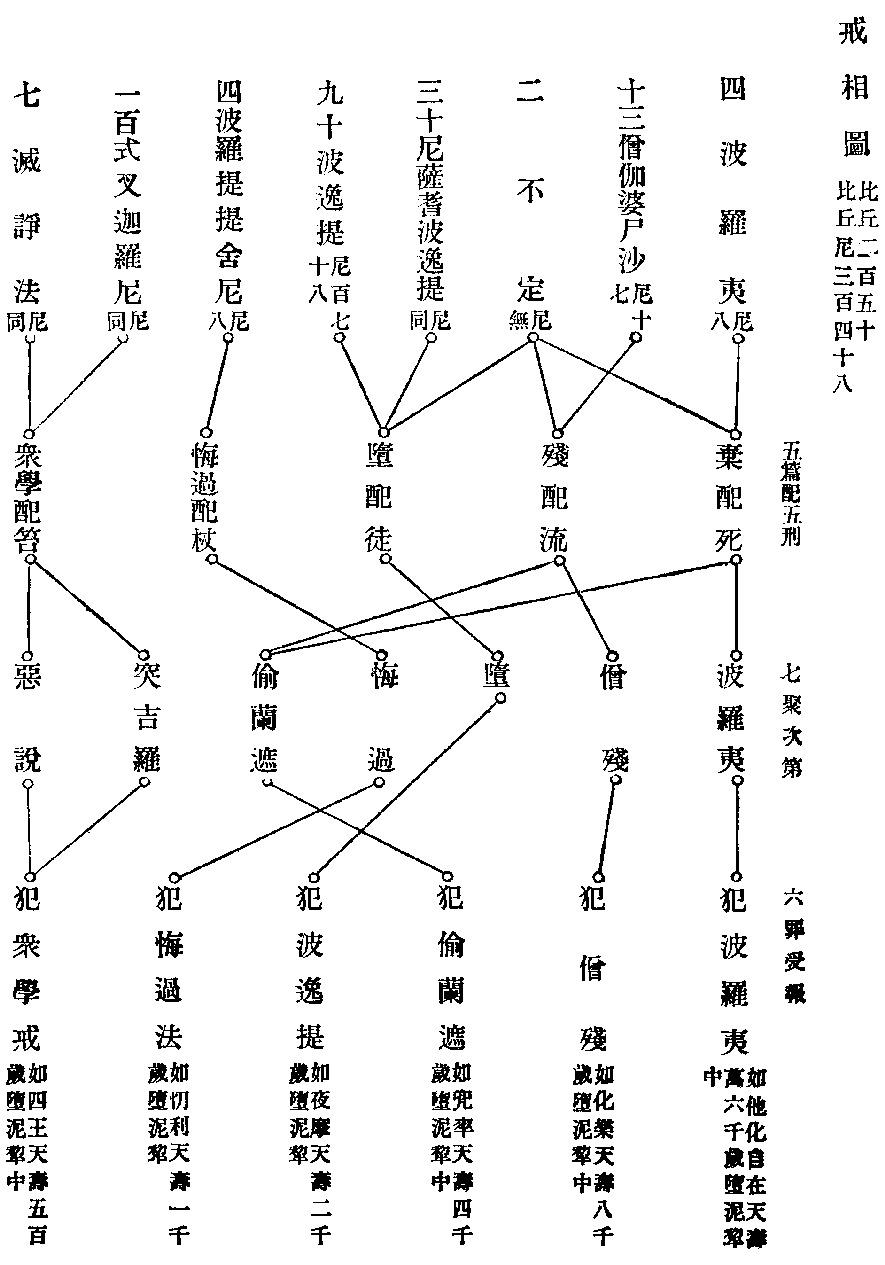 戒相圖
比丘二百五十
比丘尼三百四十八
四波羅夷
尼
八
十三僧伽婆尸沙
尼十
七
二不定
尼
無
三十尼薩耆波逸提
尼
同
九十波逸提
尼百七
十八
四波羅提提舍尼
尼
八
一百式叉迦羅尼
尼
同
七滅諍法
尼
同
五篇配五刑
棄配死
殘配流
墮配徒
悔過配杖
衆學配笞
七聚次第
波羅夷
僧殘
墮
悔過
偷蘭遮
突吉羅
惡說
六罪受報
犯波羅夷
如他化自在天壽
萬六千歲墮泥犂
中
犯僧殘
如化樂天壽八千
歲墮泥犂中
犯偷蘭遮
如兜率天壽四千
歲墮泥犂中
犯波逸提
如夜摩天壽二千
歲墮泥犂
犯悔過法
如忉利天壽一千
歲墮泥犂
犯衆學戒
如四王天壽五百
歲墮泥犂中